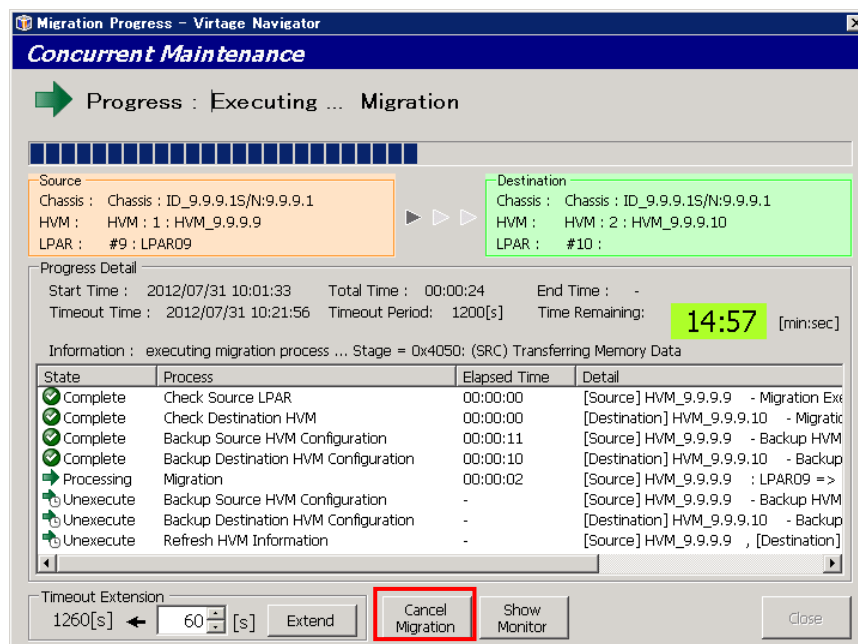 Migration Progress - Virtage Navigator
Concurrent Maintenance
Progress : Executing ... Migration
Source
Chassis : Chassis : ID_9.9.9.1S/N:9.9.9.1
HVM : HVM : 1 : HVM_9.9.9.9
LPAR : #9 : LPAR09
Destination
Chassis : Chassis : ID_9.9.9.1S/N:9.9.9.1
HVM : HVM : 2 : HVM_9.9.9.10
LPAR : #10 :
Progress Detail
Start Time : 2012/07/31 10:01:33 Total Time : 00:00:24 End Time : -
Timeout Time : 2012/07/31 10:21:56 Timeout Period: 1200[s] Time Remaining: 14:57 [min:sec]
Information : executing migration process ... Stage = 0x4050: (SRC) Transferring Memory Data
State Process Elapsed Time Detail
Complete Check Source LPAR 00:00:00 [Source] HVM_9.9.9.9 - Migration Exe
Complete Check Destination HVM 00:00:00 [Destination] HVM_9.9.9.10 - Migratic
Complete Backup Source HVM Configuration 00:00:11 [Source] HVM_9.9.9.9 - Backup HVM
Complete Backup Destination HVM Configuration 00:00:10 [Destination] HVM_9.9.9.10 - Backup
Processing Migration 00:00:02 [Source] HVM_9.9.9.9 : LPAR09 =>
Unexecute Backup Source HVM Configuration - [Source] HVM_9.9.9.9 - Backup HVM
Unexecute Backup Destination HVM Configuration - [Destination] HVM_9.9.9.10 - Backup
Unexecute Refresh HVM Information - [Source] HVM_9.9.9.9 , [Destination]
Timeout Extension
1260[s] 60 [s] Extend
Cancel Migration
Show Monitor
Close